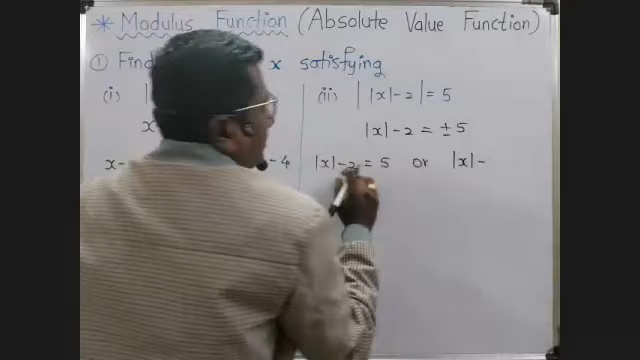 * Modulus Function (Absolute Value Function)
① Find x satisfying
(i) |
x
x- -4
(ii) ||x|-2| = 5
|x|-2 = ±5
|x|-2 = 5 or |x|-